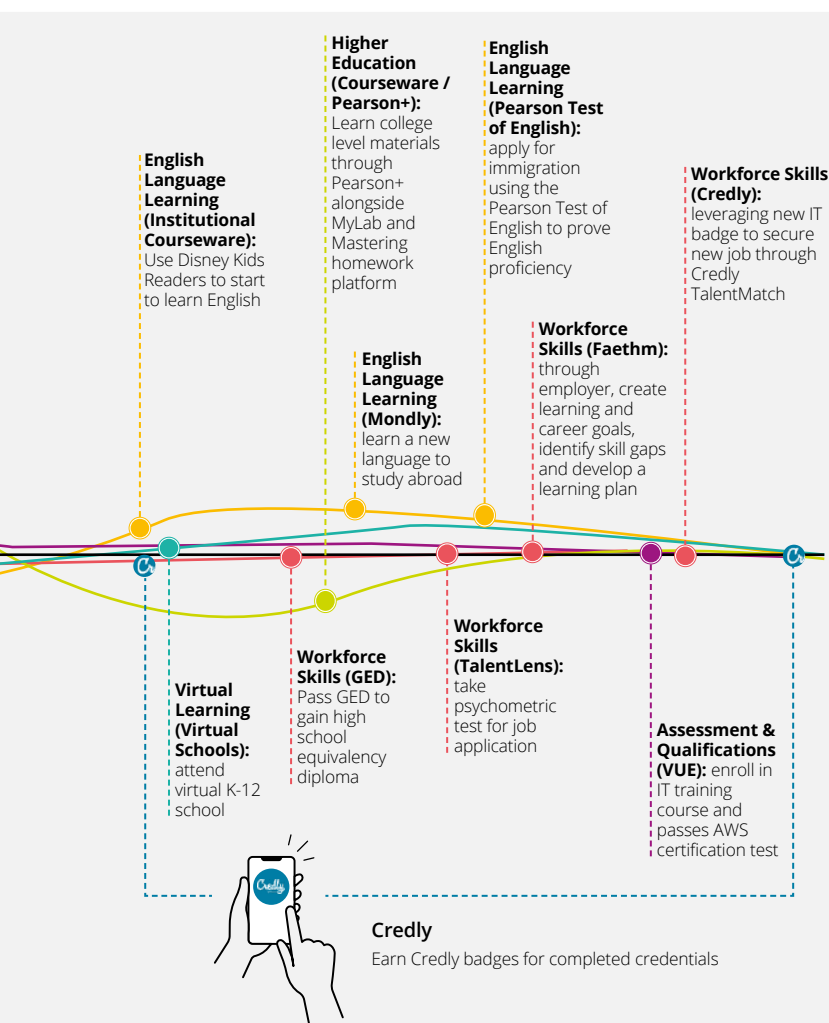 English
Language
Learning
(Institutional
Courseware):
Use Disney Kids
Readers to start
to learn English
Higher
Education
(Courseware /
Pearson+):
Learn college
level materials
through
Pearson+
alongside
MyLab and
Mastering
homework
platform
English
Language
Learning
(Mondly):
learn a new
language to
study abroad
English
Language
Learning
(Pearson Test
of English):
apply for
immigration
using the
Pearson Test of
English to prove
English
proficiency
Workforce
Skills (Faethm):
through
employer, create
learning and
career goals,
identify skill gaps
and develop a
learning plan
Workforce Skills
(Credly):
leveraging new IT
badge to secure
new job through
Credly
TalentMatch
Cr
Cr
Virtual
Learning
(Virtual
Schools):
attend
virtual K-12
school
Workforce
Skills (GED):
Pass GED to
gain high
school
equivalency
diploma
Workforce
Skills
(TalentLens):
take
psychometric
test for job
application
Assessment &
Qualifications
(VUE): enroll in
IT training
course and
passes AWS
certification test
Credly
Credly
Earn Credly badges for completed credentials